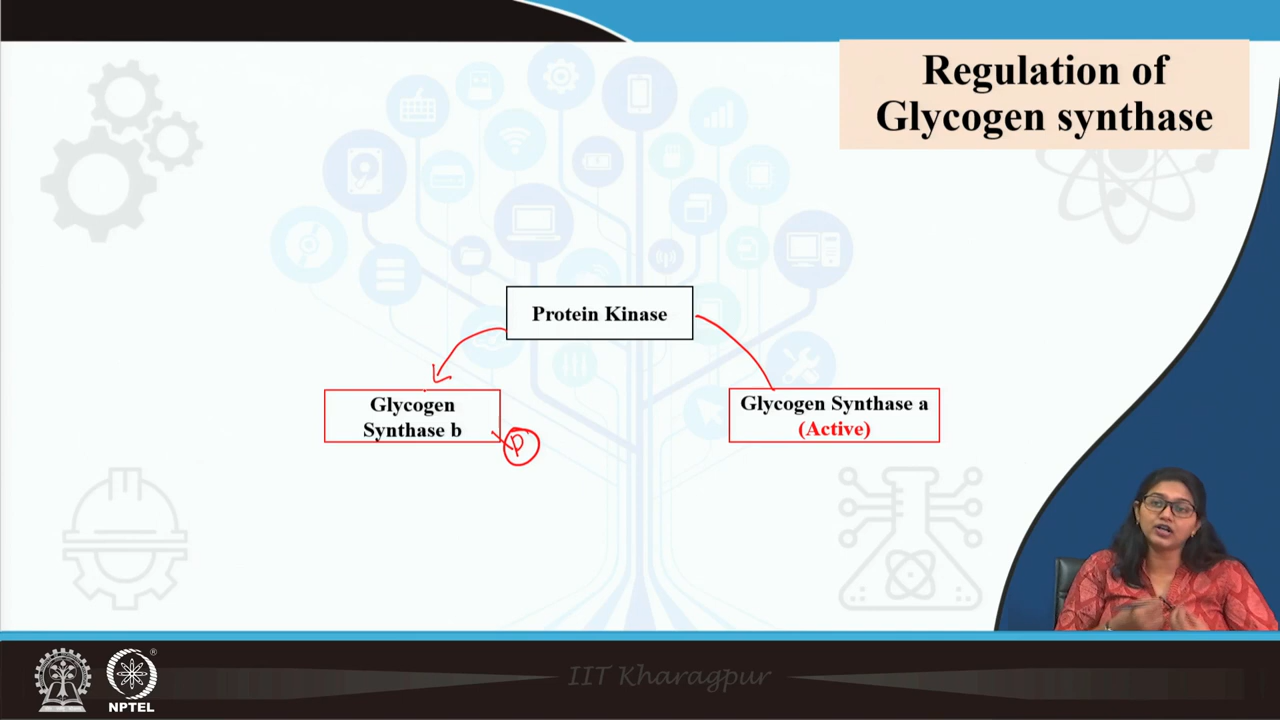 Regulation of
Glycogen synthase
Protein Kinase
Glycogen
Synthase b
P
Glycogen Synthase a
(Active)
IIT Kharagpur
NPTEL
®